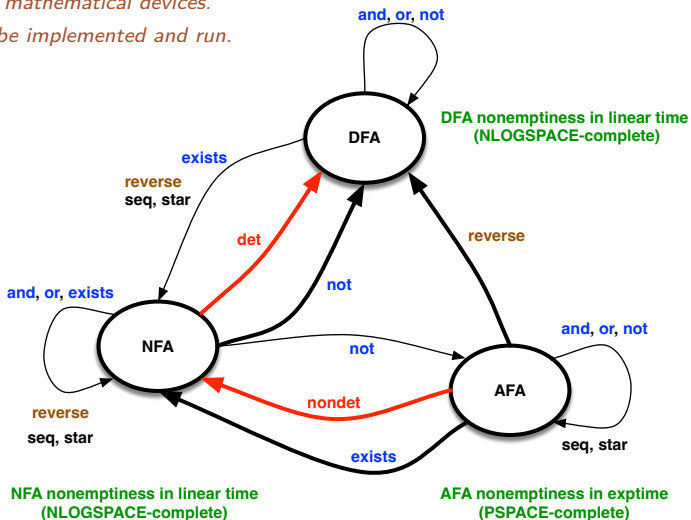 mathematical devices.
be implemented and run.
and, or, not
DFA
DFA nonemptiness in linear time
(NLOGSPACE-complete)
exists
reverse
seq, star
det
not
reverse
and, or, exists
NFA
not
and, or, not
AFA
nondet
reverse
seq, star
seq, star
exists
NFA nonemptiness in linear time
(NLOGSPACE-complete)
AFA nonemptiness in exptime
(PSPACE-complete)